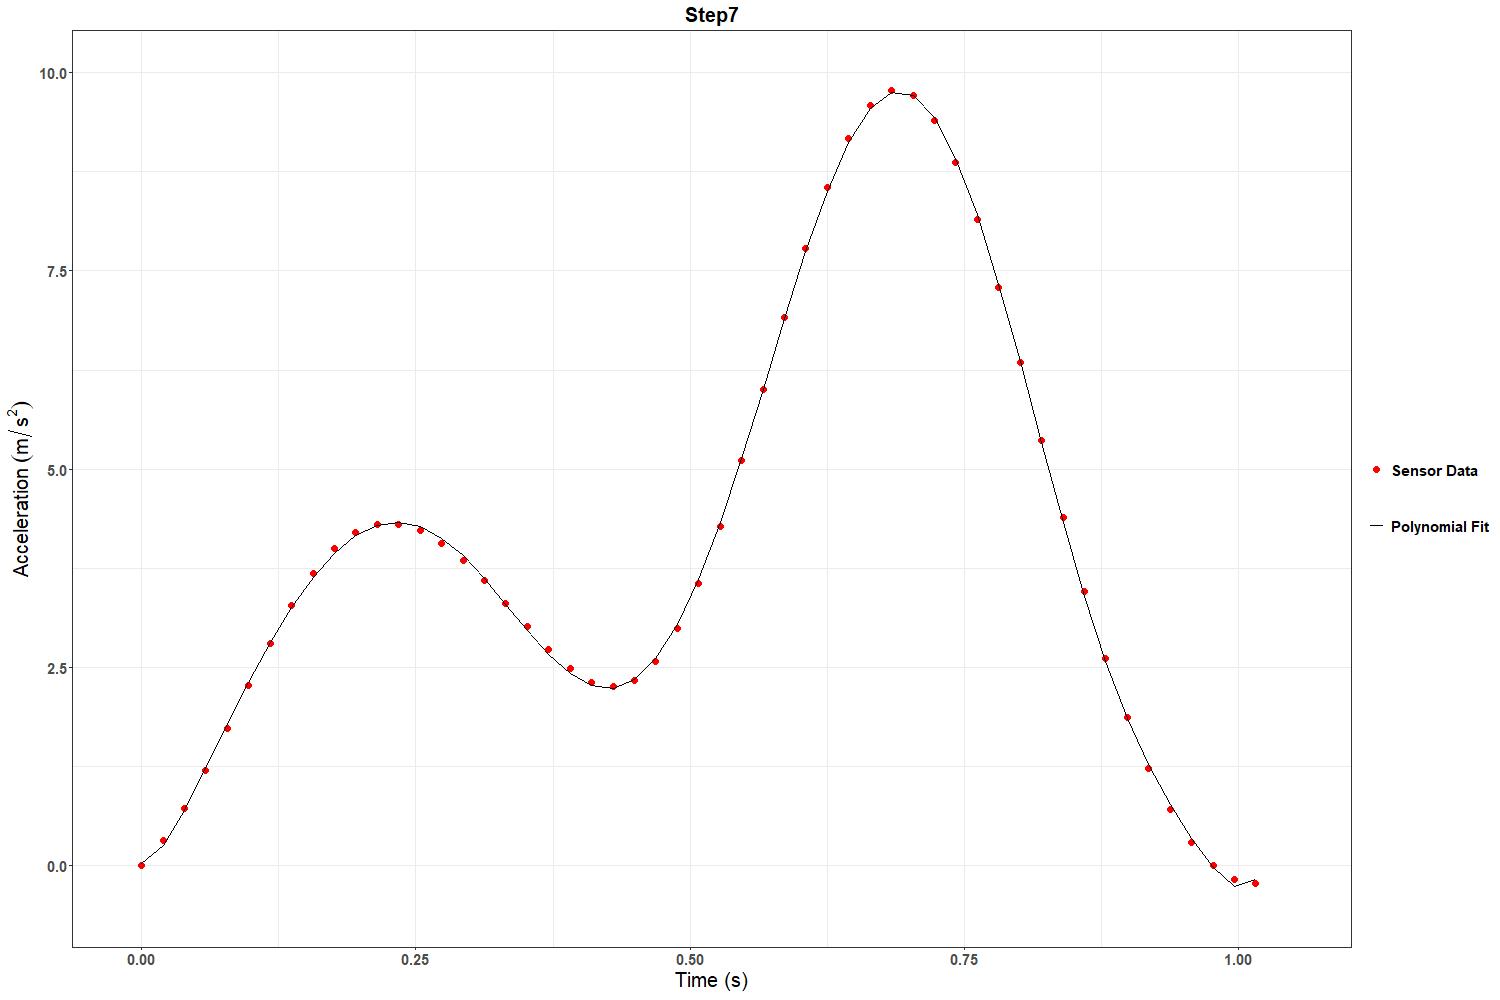 Step7
Acceleration (m/s²)
10.0
7.5
5.0
2.5
0.0
0.00 0.25 0.50 0.75 1.00
Time (s)
Sensor Data
Polynomial Fit